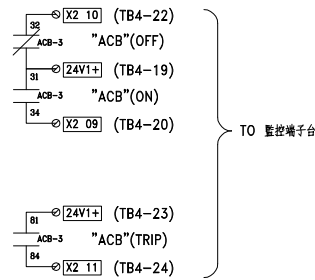 X2 10 (TB4-22)
32
ACB-3 "ACB"(OFF)
24V1+ (TB4-19)
31
ACB-3 "ACB"(ON)
34
X2 09 (TB4-20)
TO 監控端子台
24V1+ (TB4-23)
81
ACB-3 "ACB"(TRIP)
84
X2 11 (TB4-24)